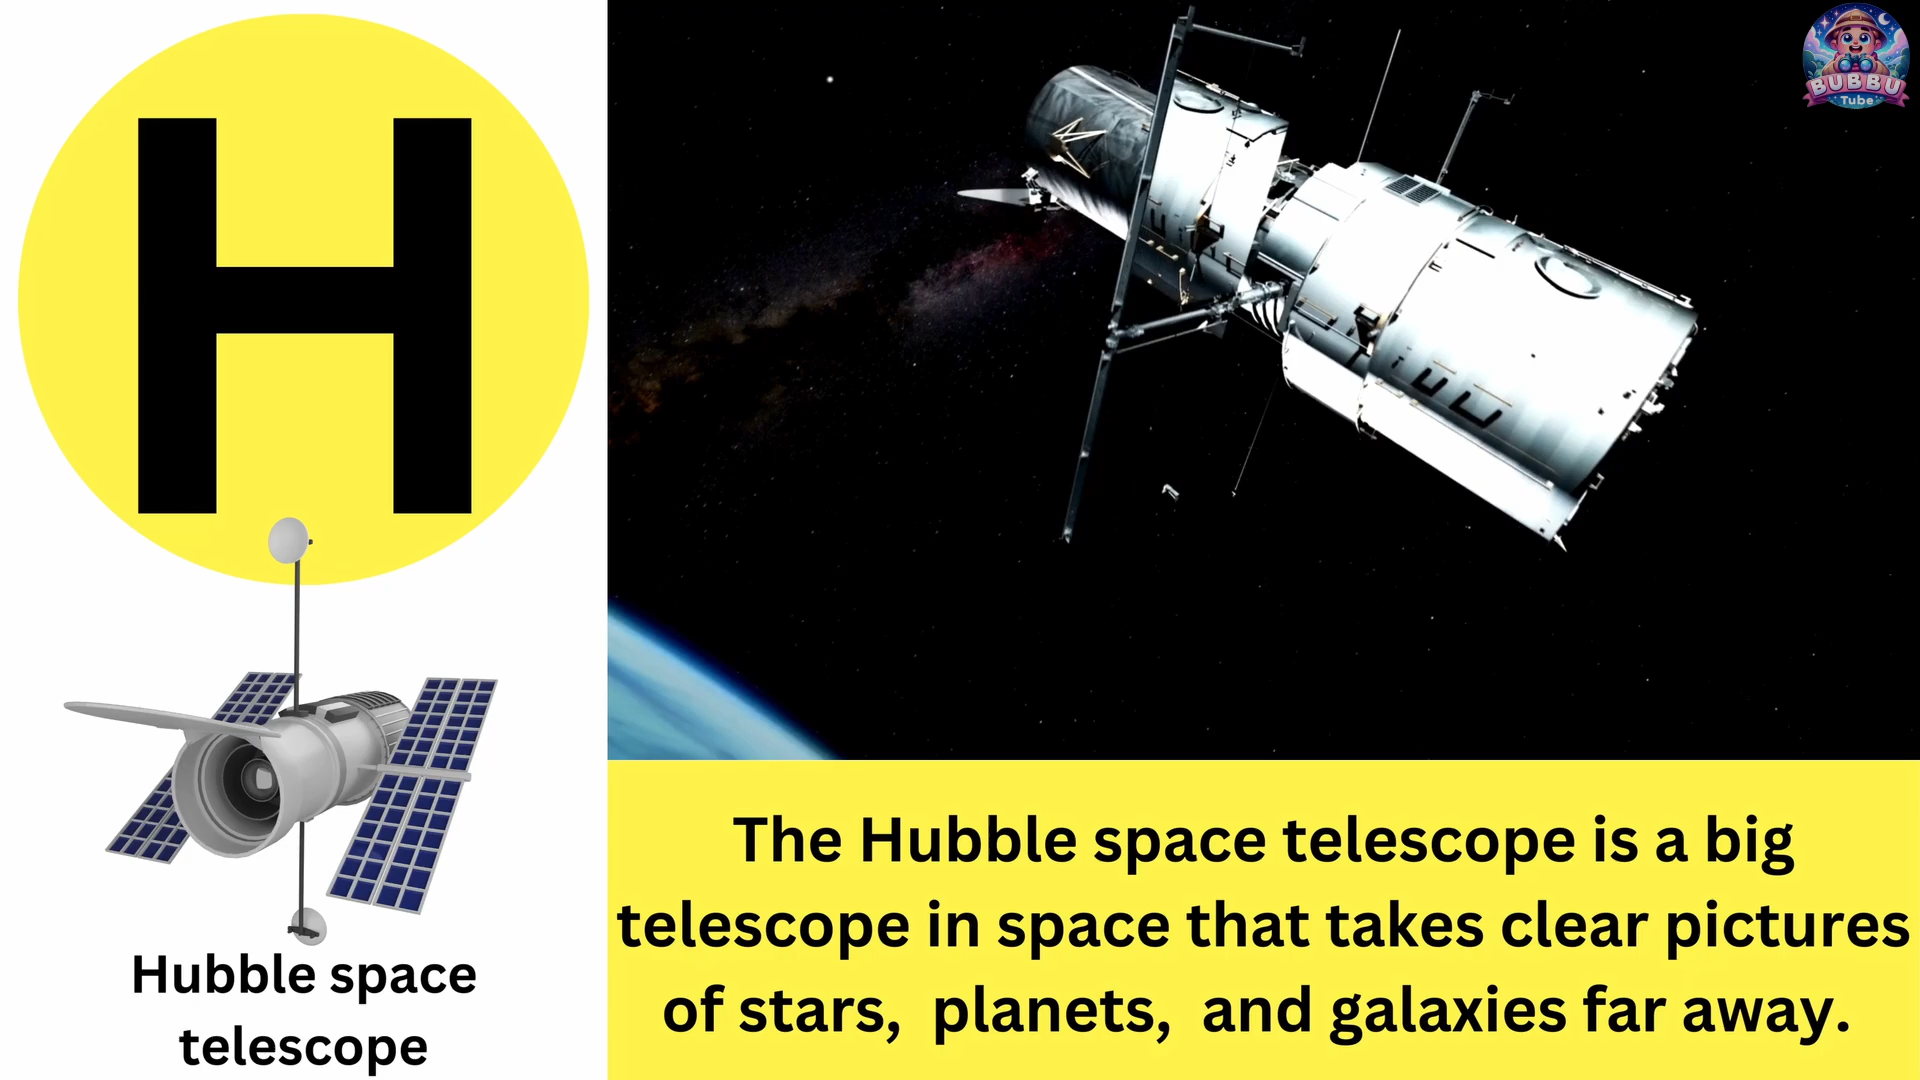 H
Hubble space
telescope
BUBBU
Tube
The Hubble space telescope is a big
telescope in space that takes clear pictures
of stars, planets, and galaxies far away.